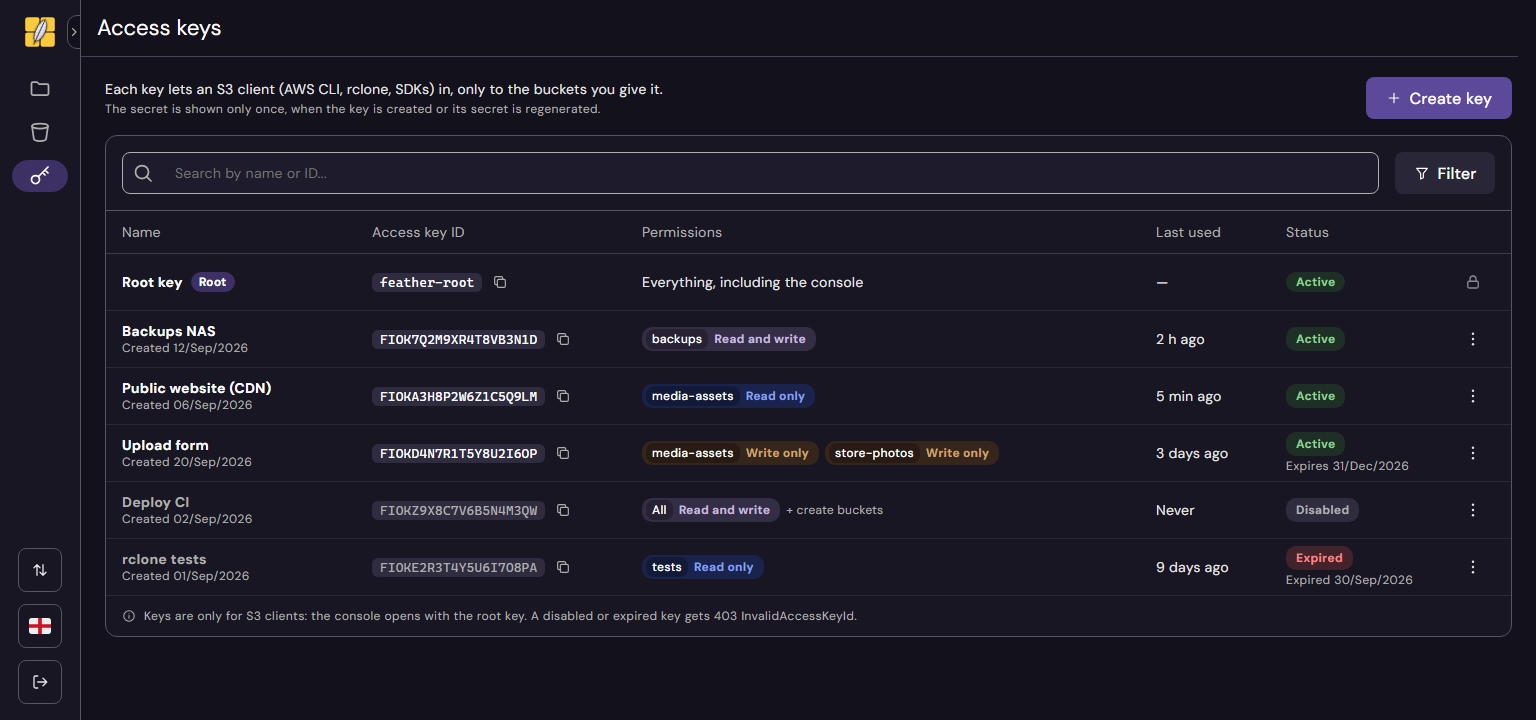 Access keys
Each key lets an S3 client (AWS CLI, rclone, SDKs) in, only to the buckets you give it.
The secret is shown only once, when the key is created or its secret is regenerated.
+ Create key
Search by name or ID...
Filter
Name Access key ID Permissions Last used Status
Root key Root feather-root Everything, including the console — Active
Backups NAS
Created 12/Sep/2026
FIOK7Q2M9XR4T8VB3N1D backups Read and write 2 h ago Active
Public website (CDN)
Created 06/Sep/2026
FIOKA3H8P2W6Z1C5Q9LM media-assets Read only 5 min ago Active
Upload form
Created 20/Sep/2026
FIOKD4N7R1T5Y8U2I6OP media-assets Write only store-photos Write only 3 days ago Active
Expires 31/Dec/2026
Deploy CI
Created 02/Sep/2026
FIOKZ9X8C7V6B5N4M3QW All Read and write + create buckets Never Disabled
rclone tests
Created 01/Sep/2026
FIOKE2R3T4Y5U6I7O8PA tests Read only 9 days ago Expired
Expired 30/Sep/2026
Keys are only for S3 clients: the console opens with the root key. A disabled or expired key gets 403 InvalidAccessKeyId.